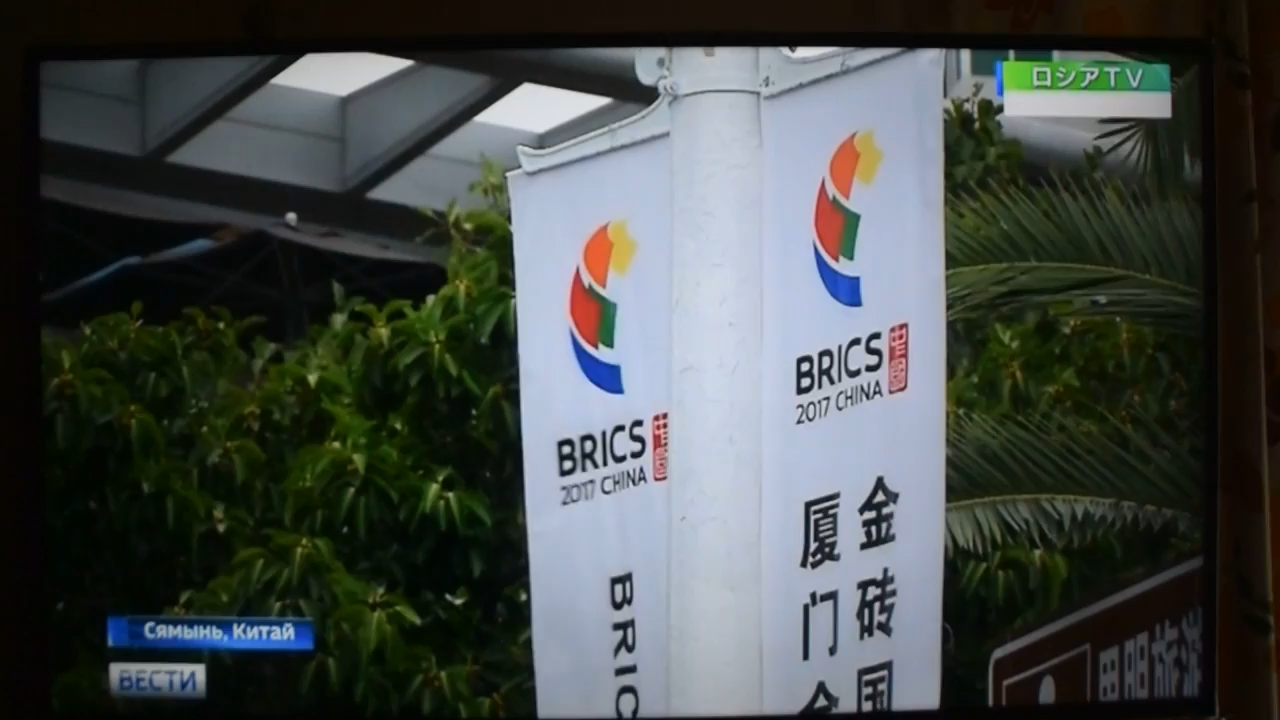 ロシアTV
BRICS 中国
2017 CHINA
BRICS 中国
2017 CHINA
BRIC
金砖国
厦门会
Сямынь, Китай
ВЕСТИ